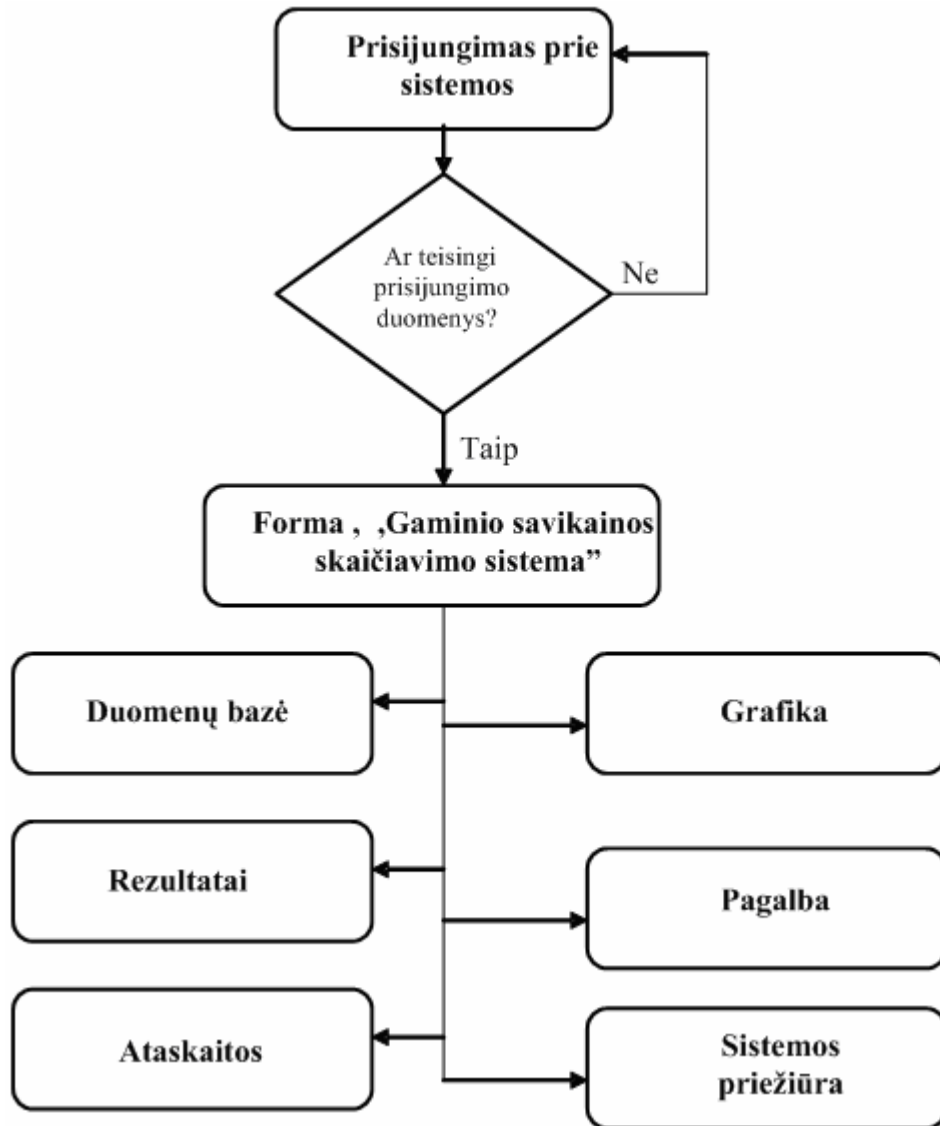 Prisijungimas prie
sistemos
Ar teisingi
prisijungimo
duomenys?
Ne
Taip
Forma , ,Gaminio savikainos
skaičiavimo sistema”
Duomenų bazė
Grafika
Rezultatai
Pagalba
Ataskaitos
Sistemos
priežiūra